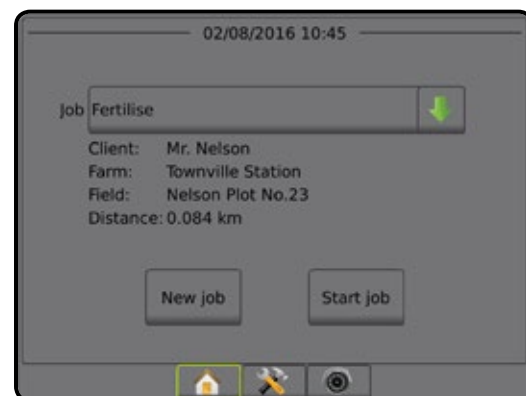 02/08/2016 10:45
Job Fertilise
Client: Mr. Nelson
Farm: Townville Station
Field: Nelson Plot No.23
Distance: 0.084 km
New job Start job